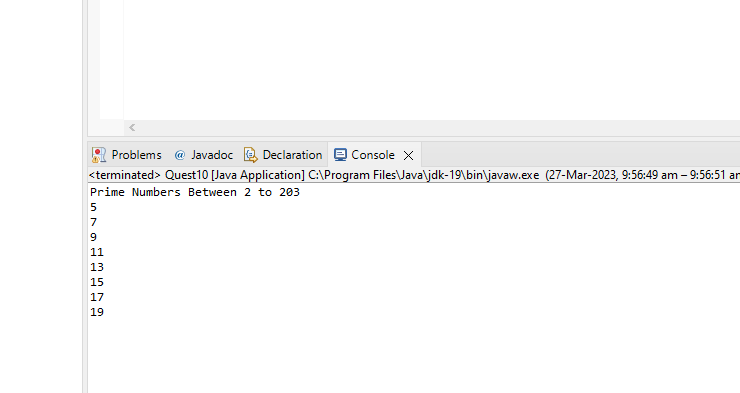 Problems @ Javadoc Declaration Console
<terminated> Quest10 [Java Application] C:\Program Files\Java\jdk-19\bin\javaw.exe (27-Mar-2023, 9:56:49 am – 9:56:51 am
Prime Numbers Between 2 to 203
5
7
9
11
13
15
17
19